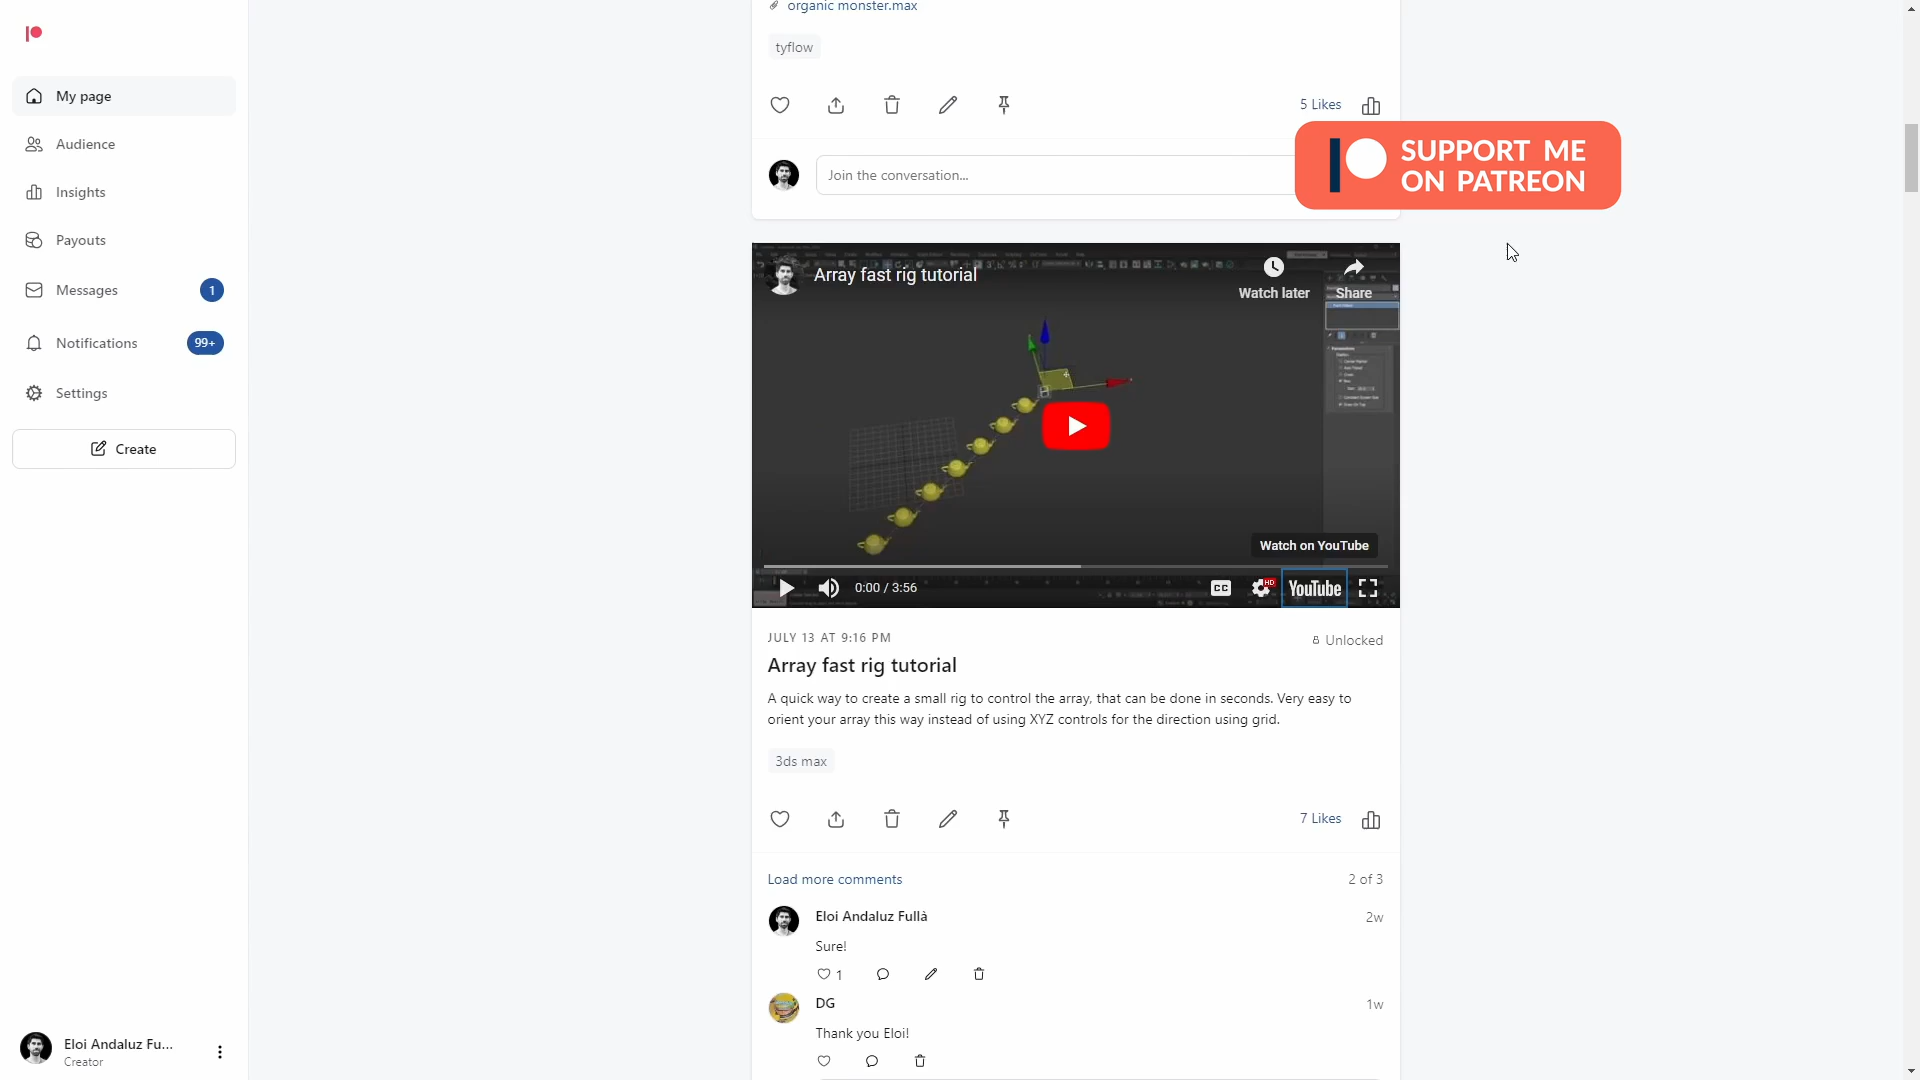 organic monster.max
tyflow
5 Likes
Join the conversation...
SUPPORT ME
ON PATREON
My page
Audience
Insights
Payouts
Messages
1
Notifications
99+
Settings
Create
Array fast rig tutorial
Watch later
Share
Watch on YouTube
0:00 / 3:56
CC
HD
YouTube
JULY 13 AT 9:16 PM
Unlocked
Array fast rig tutorial
A quick way to create a small rig to control the array, that can be done in seconds. Very easy to
orient your array this way instead of using XYZ controls for the direction using grid.
3ds max
7 Likes
Load more comments
2 of 3
Eloi Andaluz Fullà
2w
Sure!
1
DG
1w
Thank you Eloi!
Eloi Andaluz Fu...
Creator